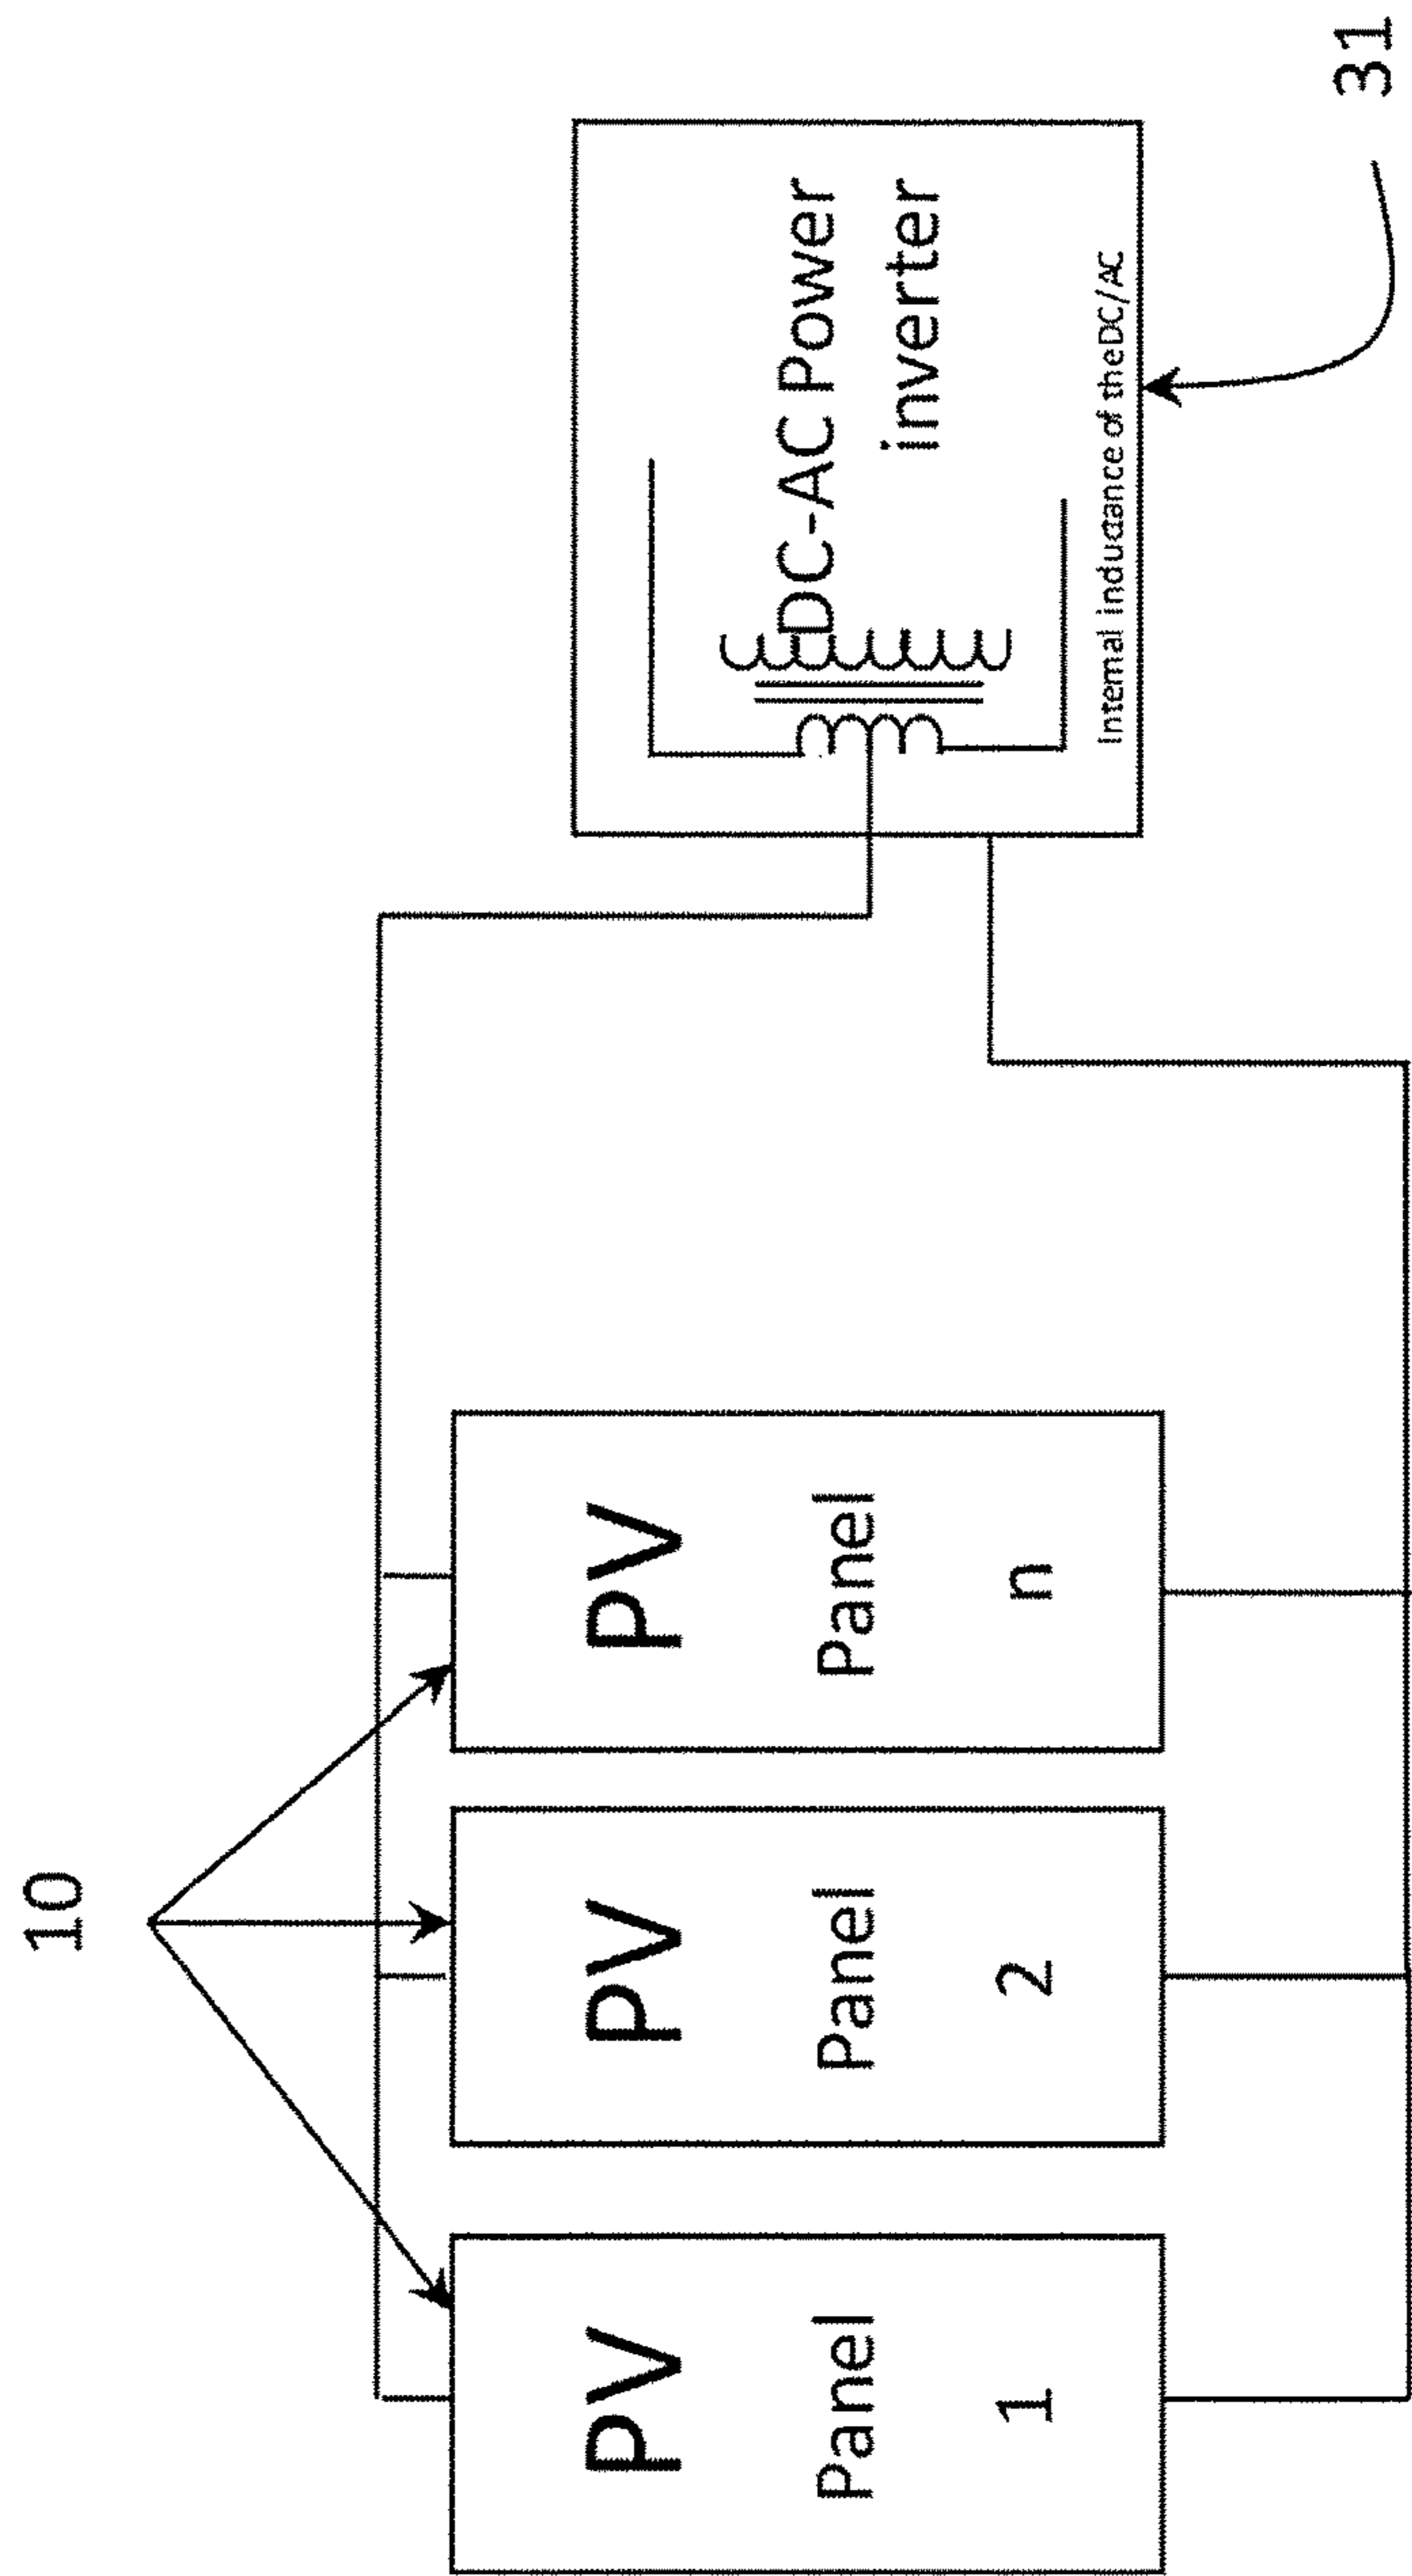 10
PV
Panel
1
PV
Panel
2
PV
Panel
n
DC-AC Power
inverter
Internal inductance of the DC/AC
31